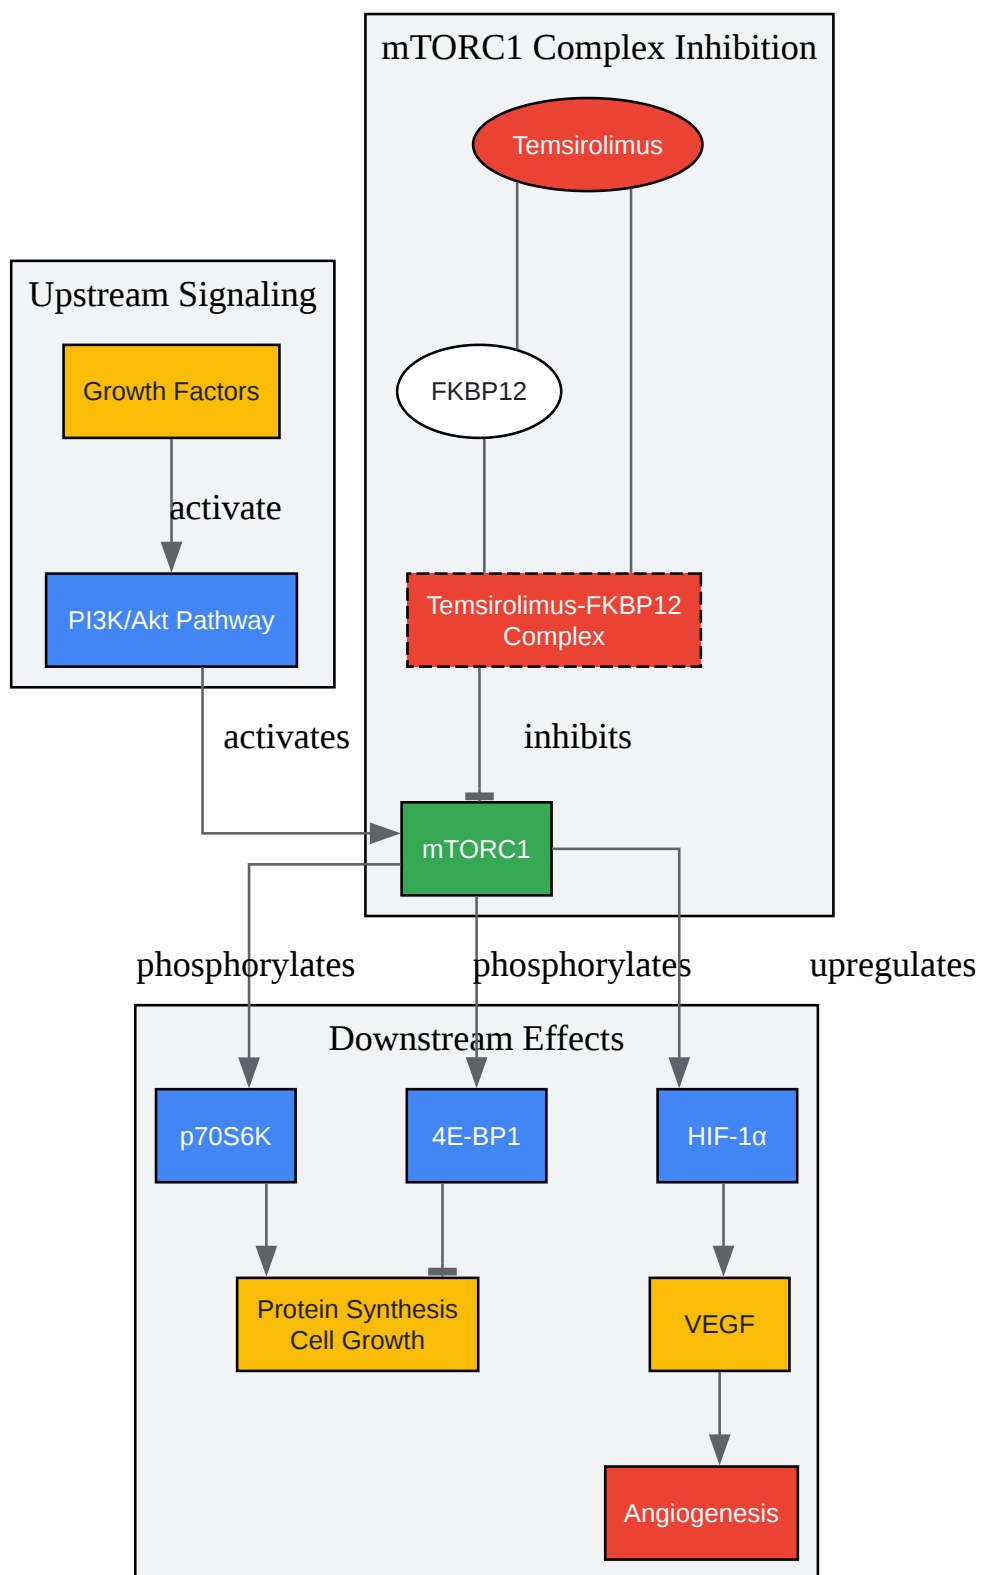 mTORC1 Complex Inhibition
Temsirolimus
Upstream Signaling
Growth Factors
FKBP12
activate
PI3K/Akt Pathway
Temsirolimus-FKBP12
Complex
activates
inhibits
mTORC1
phosphorylates
phosphorylates
upregulates
Downstream Effects
p70S6K
4E-BP1
HIF-1α
Protein Synthesis
Cell Growth
VEGF
Angiogenesis